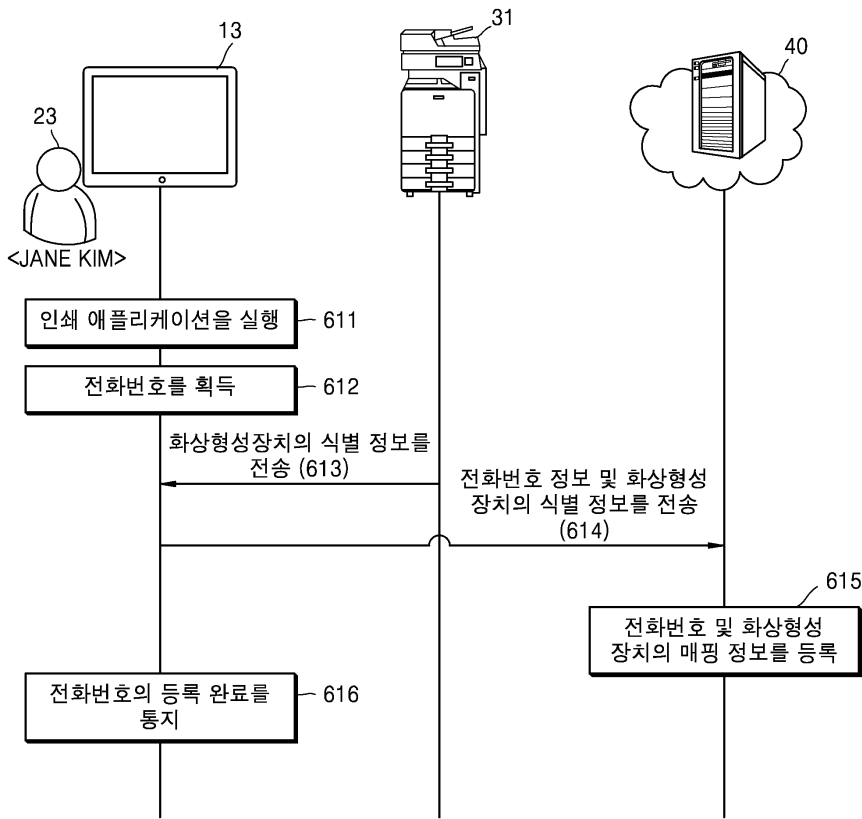 13
31
40
23
<JANE KIM>
인쇄 애플리케이션을 실행
611
전화번호를 획득
612
화상형성장치의 식별 정보를
전송 (613)
전화번호 정보 및 화상형성
장치의 식별 정보를 전송
(614)
615
전화번호 및 화상형성
장치의 매핑 정보를 등록
전화번호의 등록 완료를
통지
616